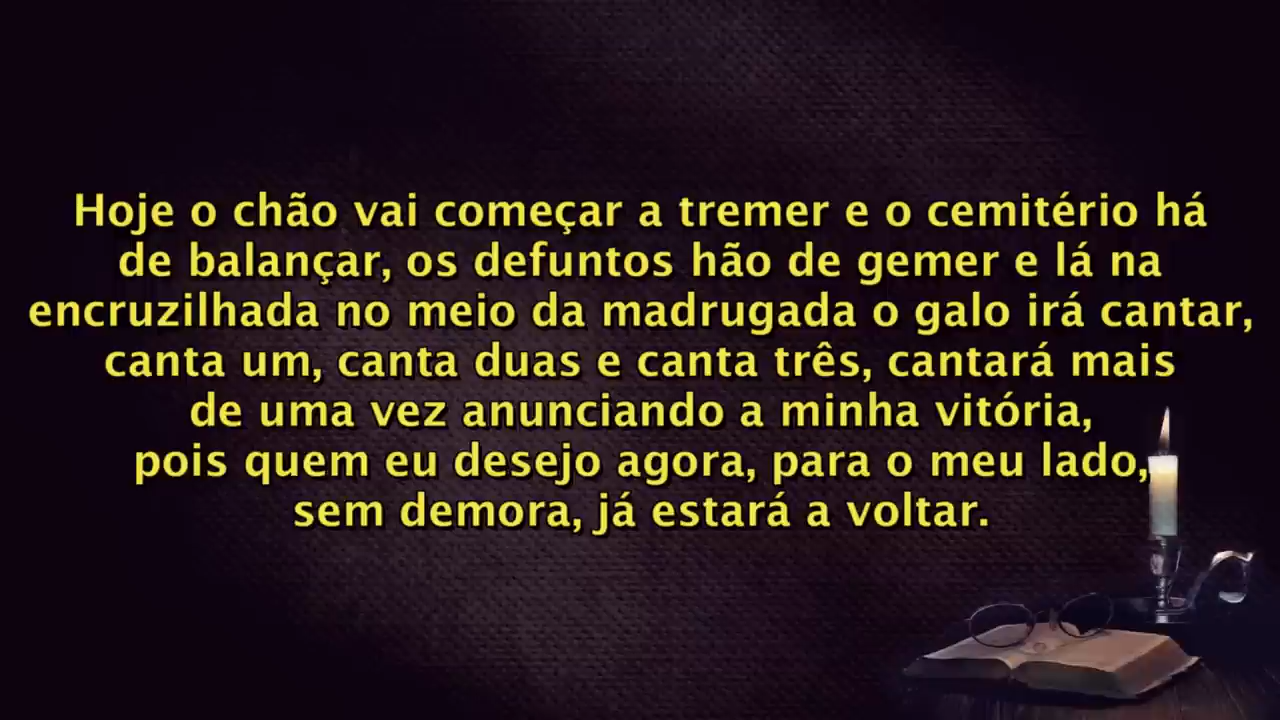 Hoje o chão vai começar a tremer e o cemitério há
de balançar, os defuntos hão de gemer e lá na
encruzilhada no meio da madrugada o galo irá cantar,
canta um, canta duas e canta três, cantará mais
de uma vez anunciando a minha vitória,
pois quem eu desejo agora, para o meu lado,
sem demora, já estará a voltar.